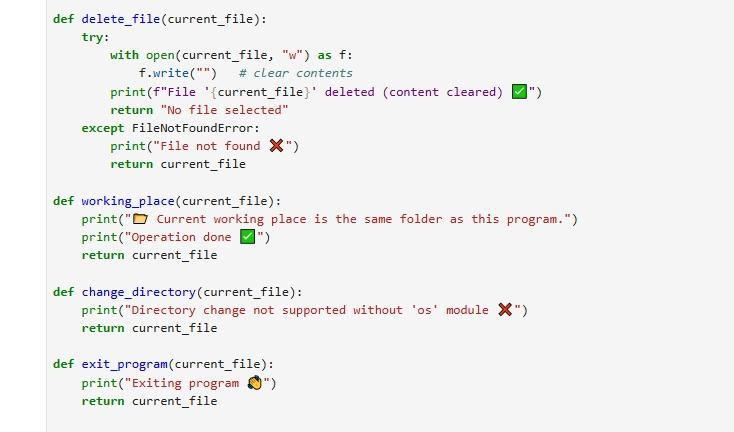 def delete_file(current_file):
    try:
        with open(current_file, "w") as f:
            f.write("")   # clear contents
        print(f"File '{current_file}' deleted (content cleared) ✅")
        return "No file selected"
    except FileNotFoundError:
        print("File not found ❌")
        return current_file

def working_place(current_file):
    print("📂 Current working place is the same folder as this program.")
    print("Operation done ✅")
    return current_file

def change_directory(current_file):
    print("Directory change not supported without 'os' module ❌")
    return current_file

def exit_program(current_file):
    print("Exiting program 👋")
    return current_file